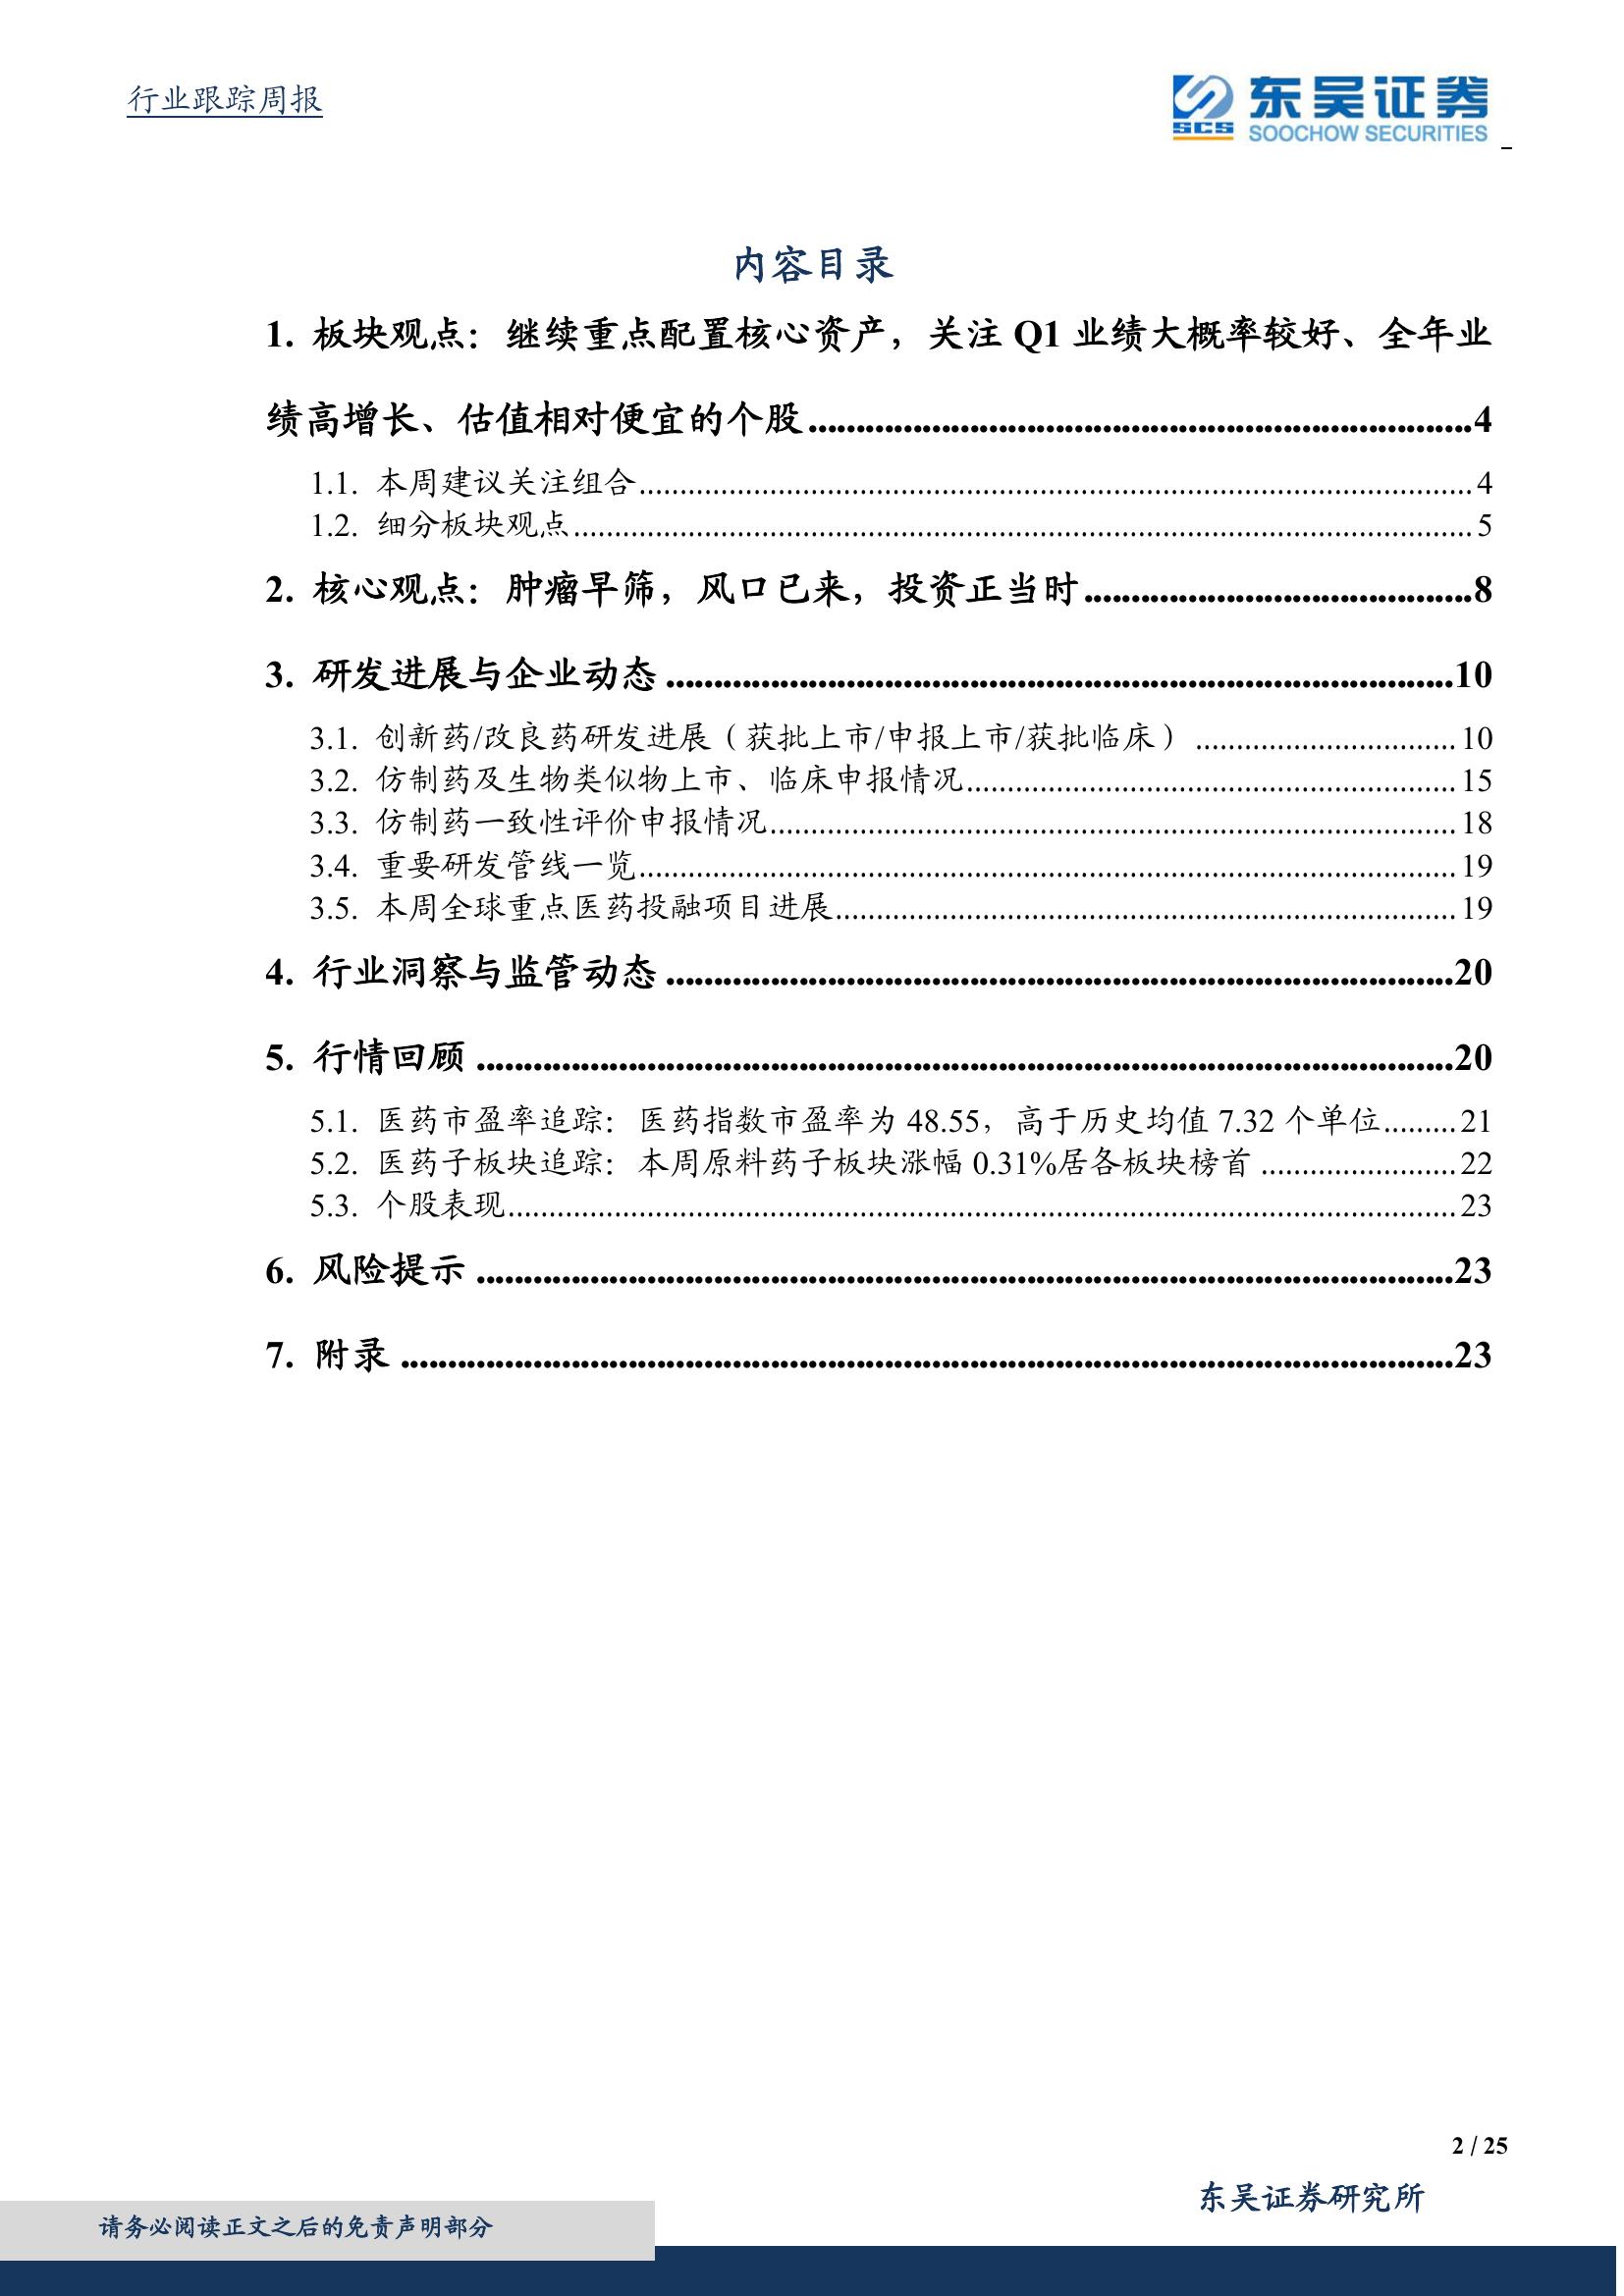 行业跟踪周报
SCS 东吴证券
SOOCHOW SECURITIES
内容目录
1. 板块观点：继续重点配置核心资产，关注 Q1 业绩大概率较好、全年业
绩高增长、估值相对便宜的个股......................................................................4
1.1. 本周建议关注组合......................................................................................................4
1.2. 细分板块观点..............................................................................................................5
2. 核心观点：肿瘤早筛，风口已来，投资正当时.........................................8
3. 研发进展与企业动态...................................................................................10
3.1. 创新药/改良药研发进展（获批上市/申报上市/获批临床）................................10
3.2. 仿制药及生物类似物上市、临床申报情况............................................................15
3.3. 仿制药一致性评价申报情况....................................................................................18
3.4. 重要研发管线一览....................................................................................................19
3.5. 本周全球重点医药投融项目进展............................................................................19
4. 行业洞察与监管动态...................................................................................20
5. 行情回顾.......................................................................................................20
5.1. 医药市盈率追踪：医药指数市盈率为 48.55，高于历史均值 7.32 个单位.........21
5.2. 医药子板块追踪：本周原料药子板块涨幅 0.31%居各板块榜首........................22
5.3. 个股表现....................................................................................................................23
6. 风险提示.......................................................................................................23
7. 附录...............................................................................................................23
2 / 25
东吴证券研究所
请务必阅读正文之后的免责声明部分